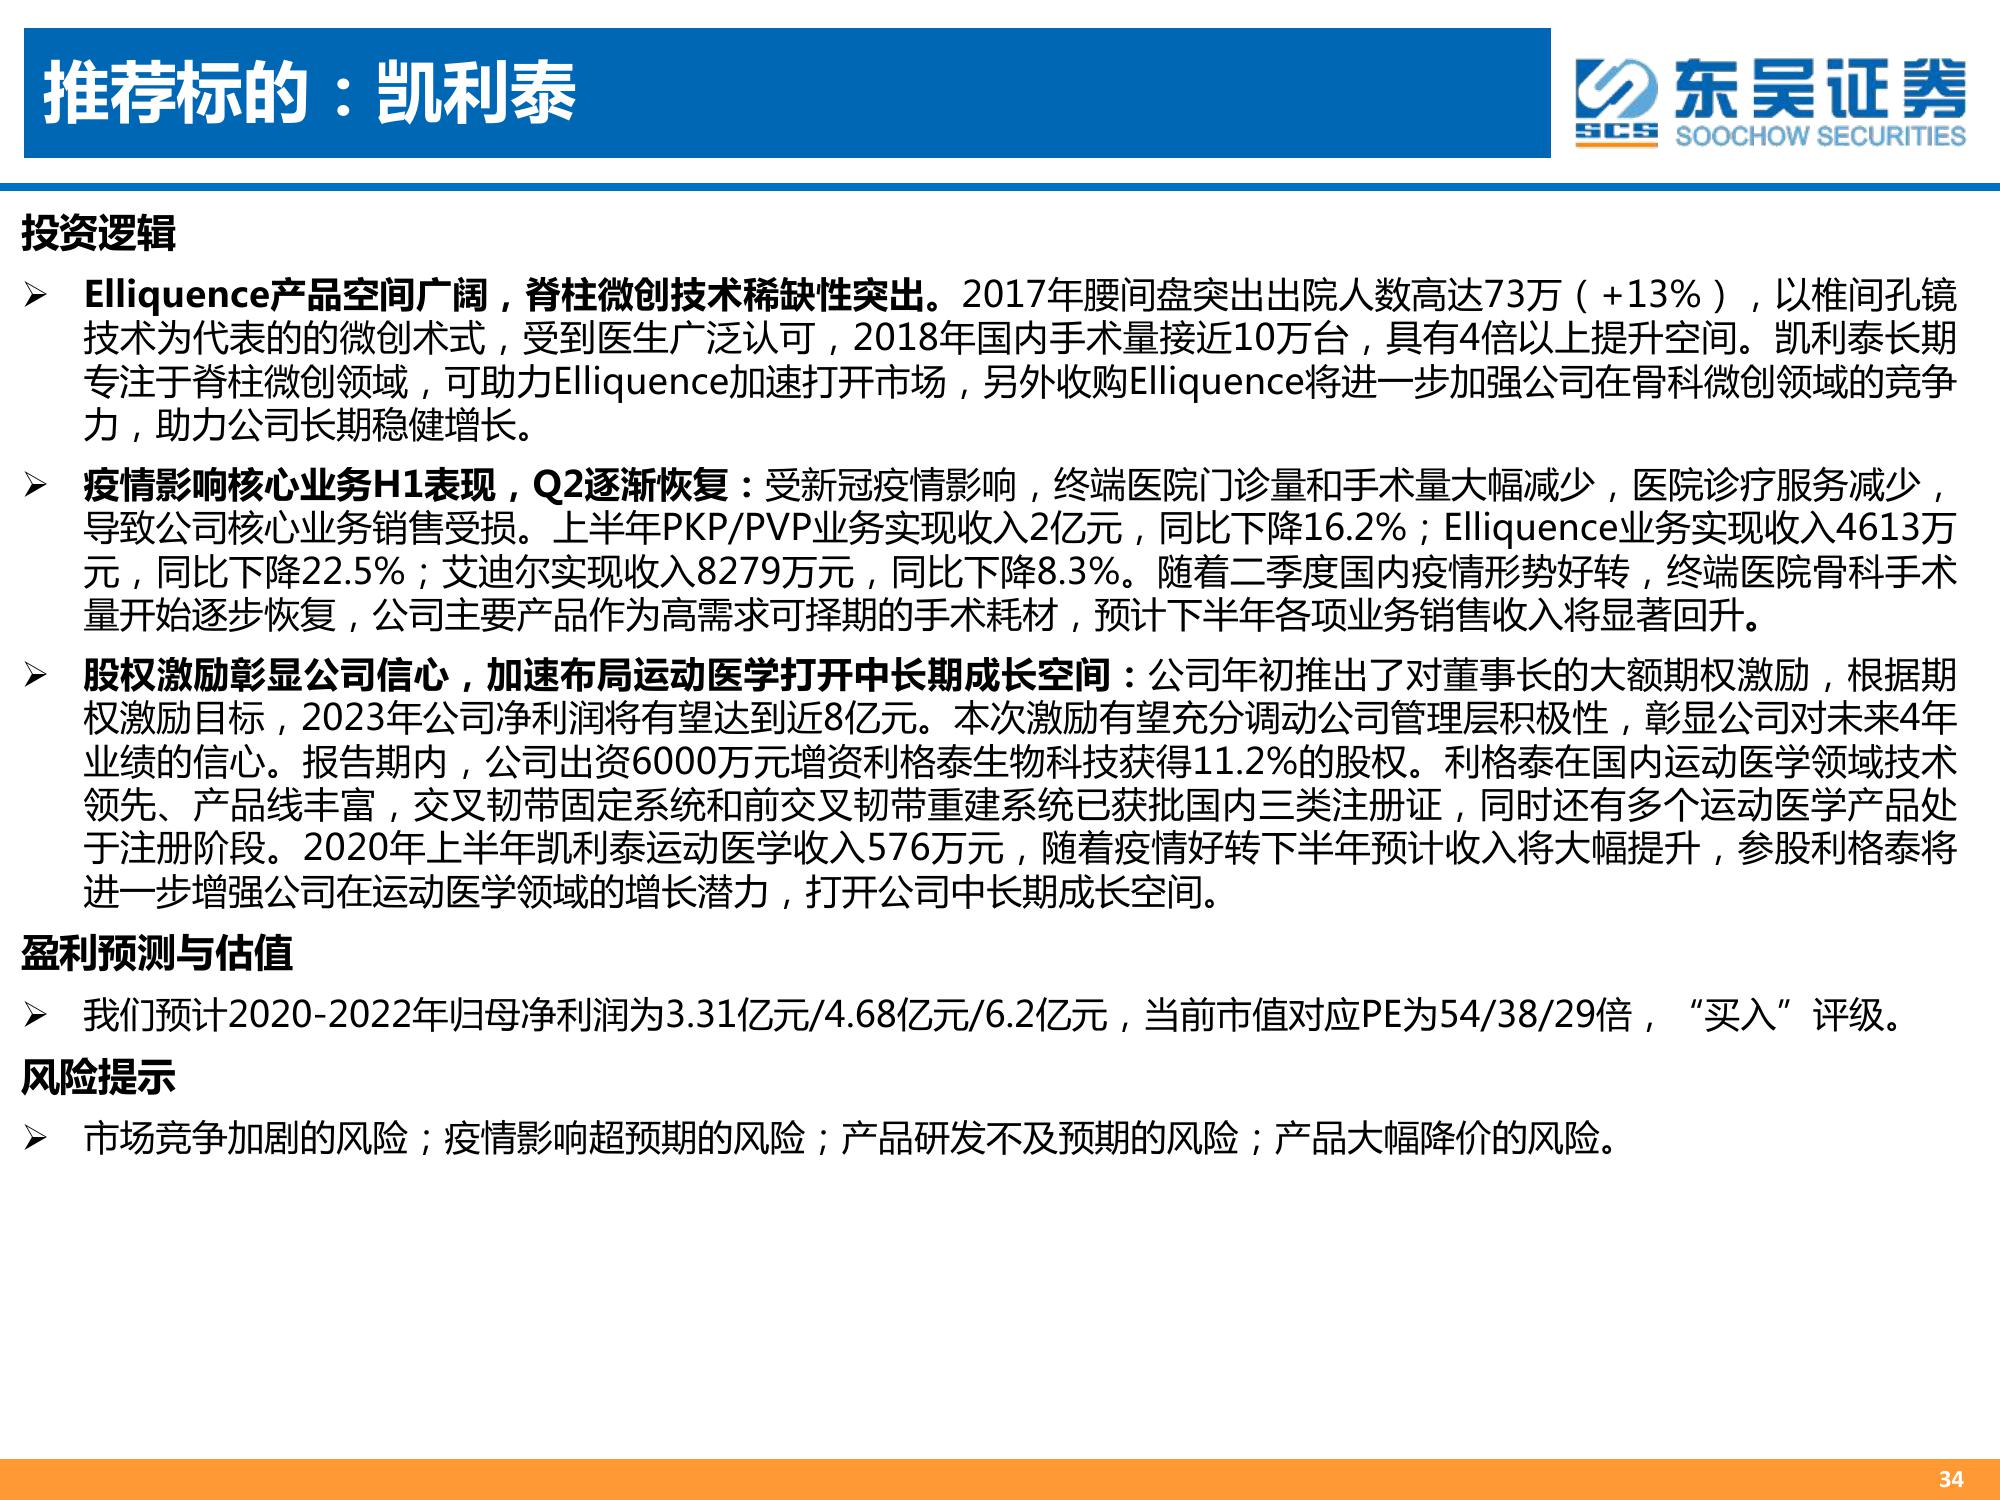 推荐标的：凯利泰
SCS
东吴证券
SOOCHOW SECURITIES
投资逻辑
➢ Elliquence产品空间广阔，脊柱微创技术稀缺性突出。2017年腰间盘突出出院人数高达73万（+13%），以椎间孔镜
技术为代表的的微创术式，受到医生广泛认可，2018年国内手术量接近10万台，具有4倍以上提升空间。凯利泰长期
专注于脊柱微创领域，可助力Elliquence加速打开市场，另外收购Elliquence将进一步加强公司在骨科微创领域的竞争
力，助力公司长期稳健增长。
➢ 疫情影响核心业务H1表现，Q2逐渐恢复：受新冠疫情影响，终端医院门诊量和手术量大幅减少，医院诊疗服务减少，
导致公司核心业务销售受损。上半年PKP/PVP业务实现收入2亿元，同比下降16.2%；Elliquence业务实现收入4613万
元，同比下降22.5%；艾迪尔实现收入8279万元，同比下降8.3%。随着二季度国内疫情形势好转，终端医院骨科手术
量开始逐步恢复，公司主要产品作为高需求可择期的手术耗材，预计下半年各项业务销售收入将显著回升。
➢ 股权激励彰显公司信心，加速布局运动医学打开中长期成长空间：公司年初推出了对董事长的大额期权激励，根据期
权激励目标，2023年公司净利润将有望达到近8亿元。本次激励有望充分调动公司管理层积极性，彰显公司对未来4年
业绩的信心。报告期内，公司出资6000万元增资利格泰生物科技获得11.2%的股权。利格泰在国内运动医学领域技术
领先、产品线丰富，交叉韧带固定系统和前交叉韧带重建系统已获批国内三类注册证，同时还有多个运动医学产品处
于注册阶段。2020年上半年凯利泰运动医学收入576万元，随着疫情好转下半年预计收入将大幅提升，参股利格泰将
进一步增强公司在运动医学领域的增长潜力，打开公司中长期成长空间。
盈利预测与估值
➢ 我们预计2020-2022年归母净利润为3.31亿元/4.68亿元/6.2亿元，当前市值对应PE为54/38/29倍，“买入”评级。
风险提示
➢ 市场竞争加剧的风险；疫情影响超预期的风险；产品研发不及预期的风险；产品大幅降价的风险。
34